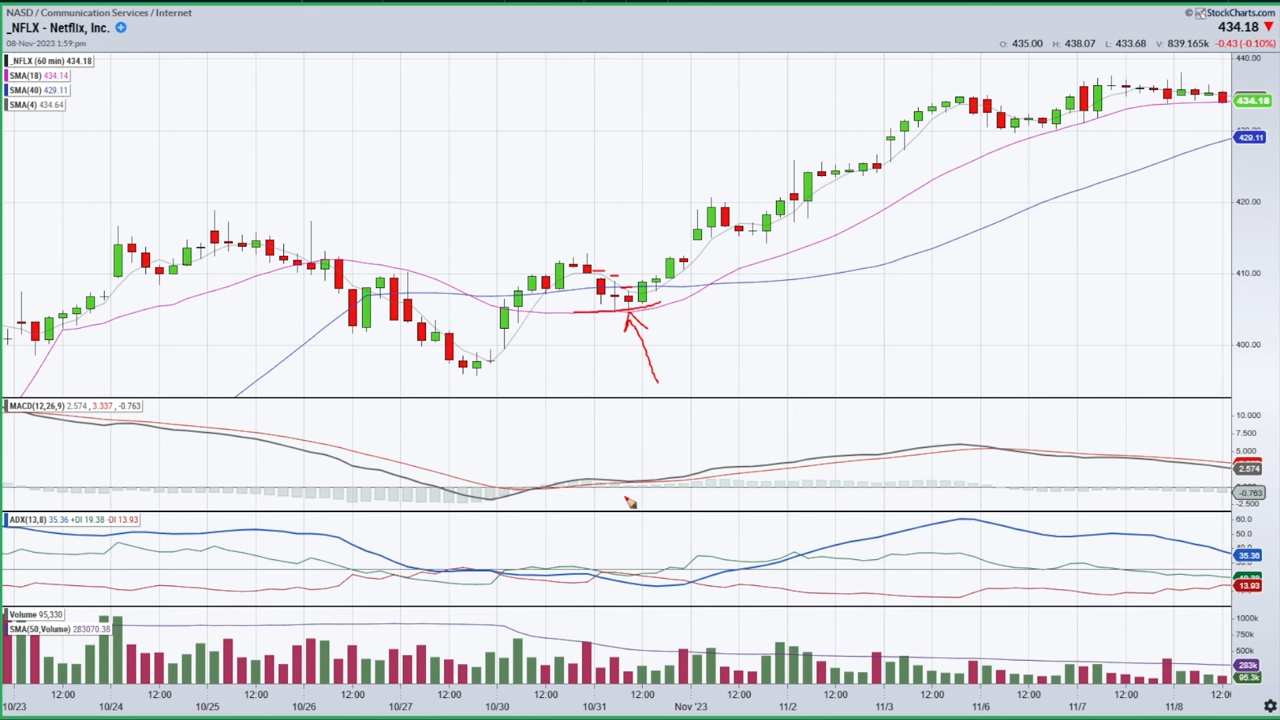 NASD / Communication Services / Internet
© StockCharts.com
_NFLX - Netflix, Inc.
434.18
08-Nov-2023 1:59:pm
O: 435.00 H: 438.07 L: 433.68 V: 839.165k -0.43 (-0.10%)
_NFLX (60 min) 434.18
SMA(18) 434.14
SMA(40) 429.11
SMA(4) 434.64
440.00
434.18
429.11
420.00
410.00
400.00
MACD(12,26,9) 2.574, 3.337, -0.763
10.000
7.500
5.000
2.574
-0.763
-2.500
ADX(13,8) 35.36 +DI 19.38 -DI 13.93
60.0
50.0
35.36
13.93
Volume 95,330
SMA(50,Volume) 283070.38
1000k
750k
500k
283k
95.3k
12:00 12:00 12:00 12:00 12:00 12:00 12:00 12:00 12:00 12:00 12:00 12:00
10/23 10/24 10/25 10/26 10/27 10/30 10/31 Nov '23 11/2 11/3 11/6 11/7 11/8